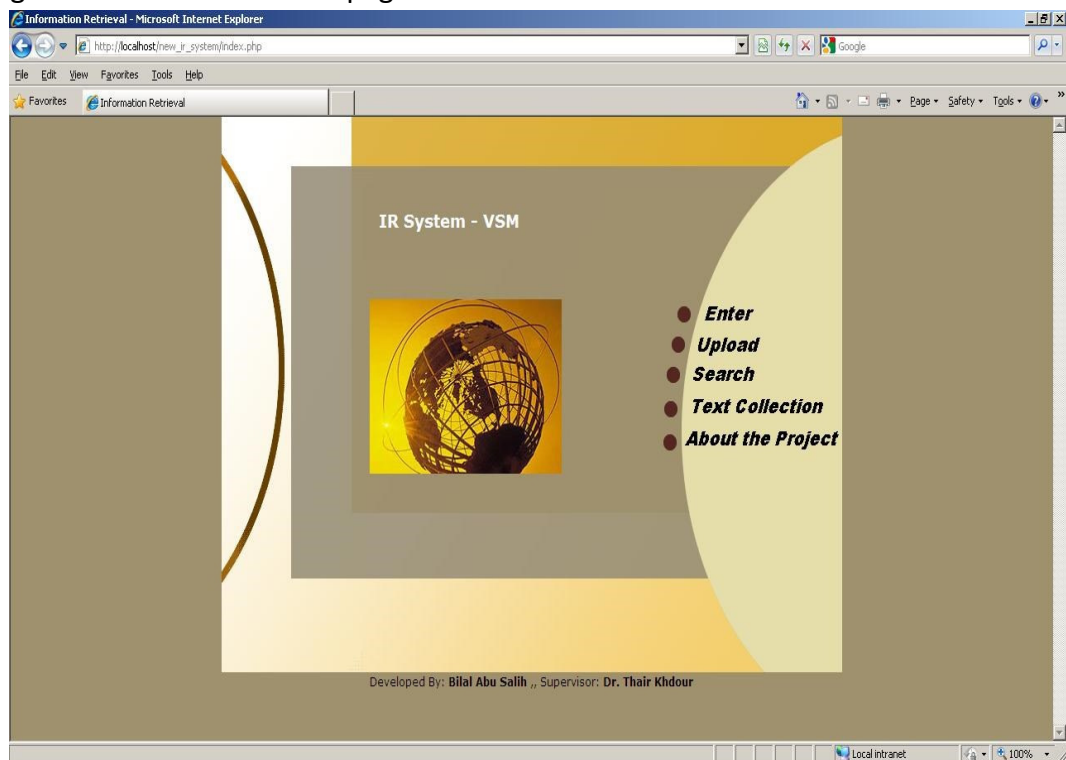 Information Retrieval - Microsoft Internet Explorer
http://localhost/new_ir_system/index.php
Google
File Edit View Favorites Tools Help
Favorites Information Retrieval Page Safety Tools
IR System - VSM
Enter
Upload
Search
Text Collection
About the Project
Developed By: Bilal Abu Salih ,, Supervisor: Dr. Thair Khdour
Local intranet 100%